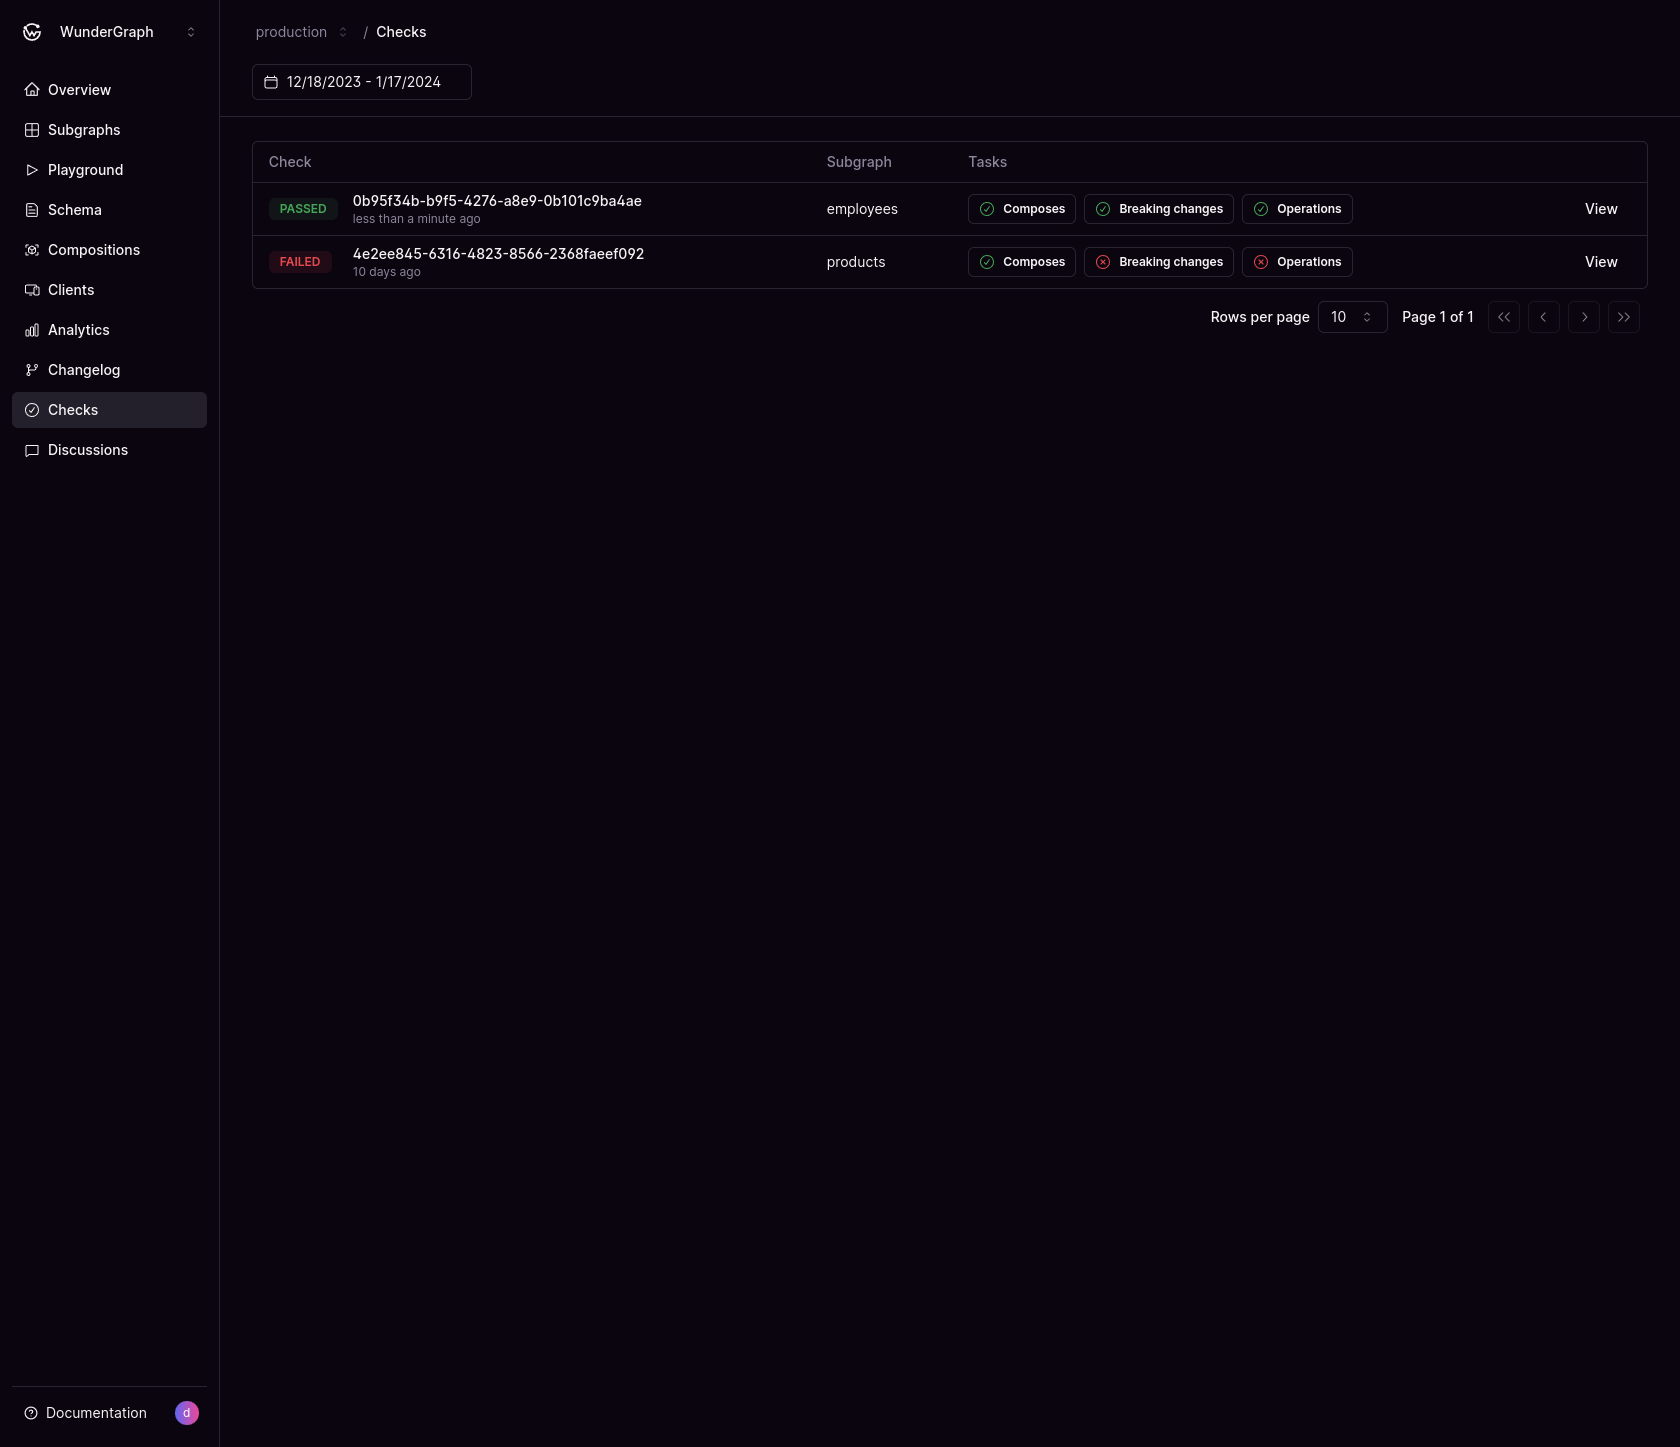 WunderGraph
Overview
Subgraphs
Playground
Schema
Compositions
Clients
Analytics
Changelog
Checks
Discussions
Documentation
d
production / Checks
12/18/2023 - 1/17/2024
Check Subgraph Tasks
PASSED 0b95f34b-b9f5-4276-a8e9-0b101c9ba4ae employees Composes Breaking changes Operations View
less than a minute ago
FAILED 4e2ee845-6316-4823-8566-2368faeef092 products Composes Breaking changes Operations View
10 days ago
Rows per page 10 Page 1 of 1